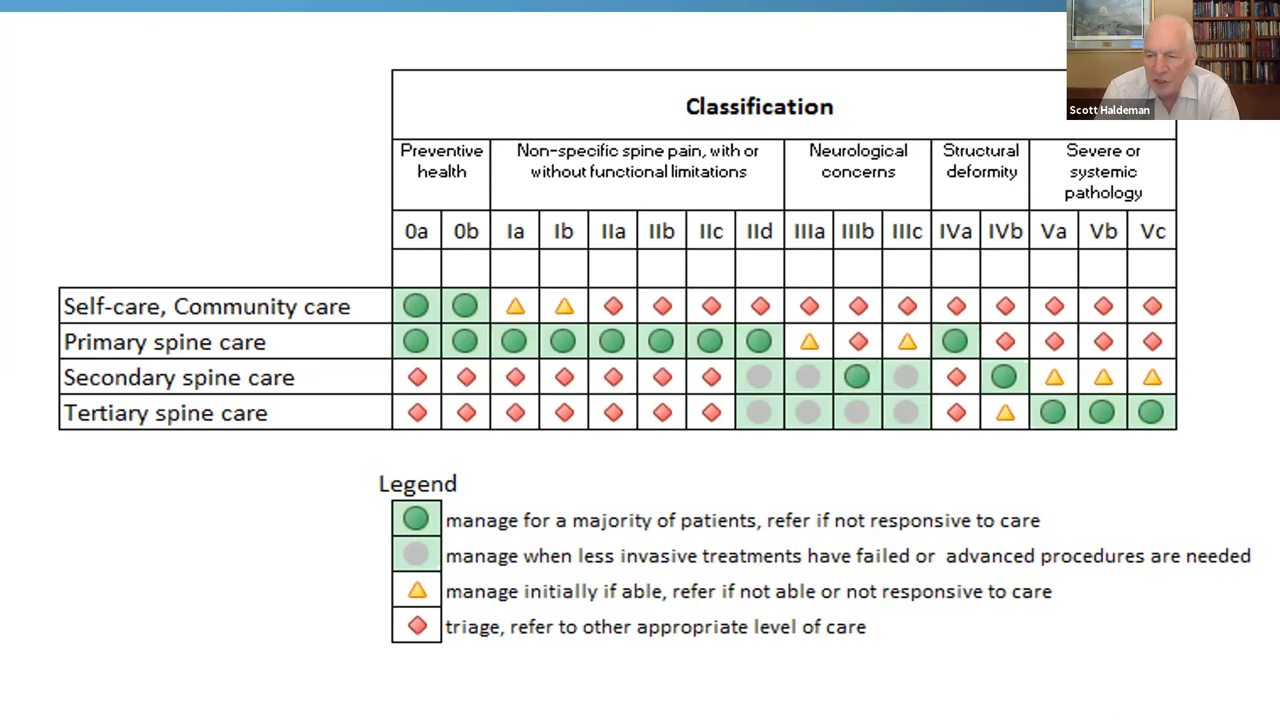 Scott Haldeman
Classification
Preventive health
Non-specific spine pain, with or without functional limitations
Neurological concerns
Structural deformity
Severe or systemic pathology
0a 0b Ia Ib IIa IIb IIc IId IIIa IIIb IIIc IVa IVb Va Vb Vc
Self-care, Community care
Primary spine care
Secondary spine care
Tertiary spine care
Legend
manage for a majority of patients, refer if not responsive to care
manage when less invasive treatments have failed or advanced procedures are needed
manage initially if able, refer if not able or not responsive to care
triage, refer to other appropriate level of care